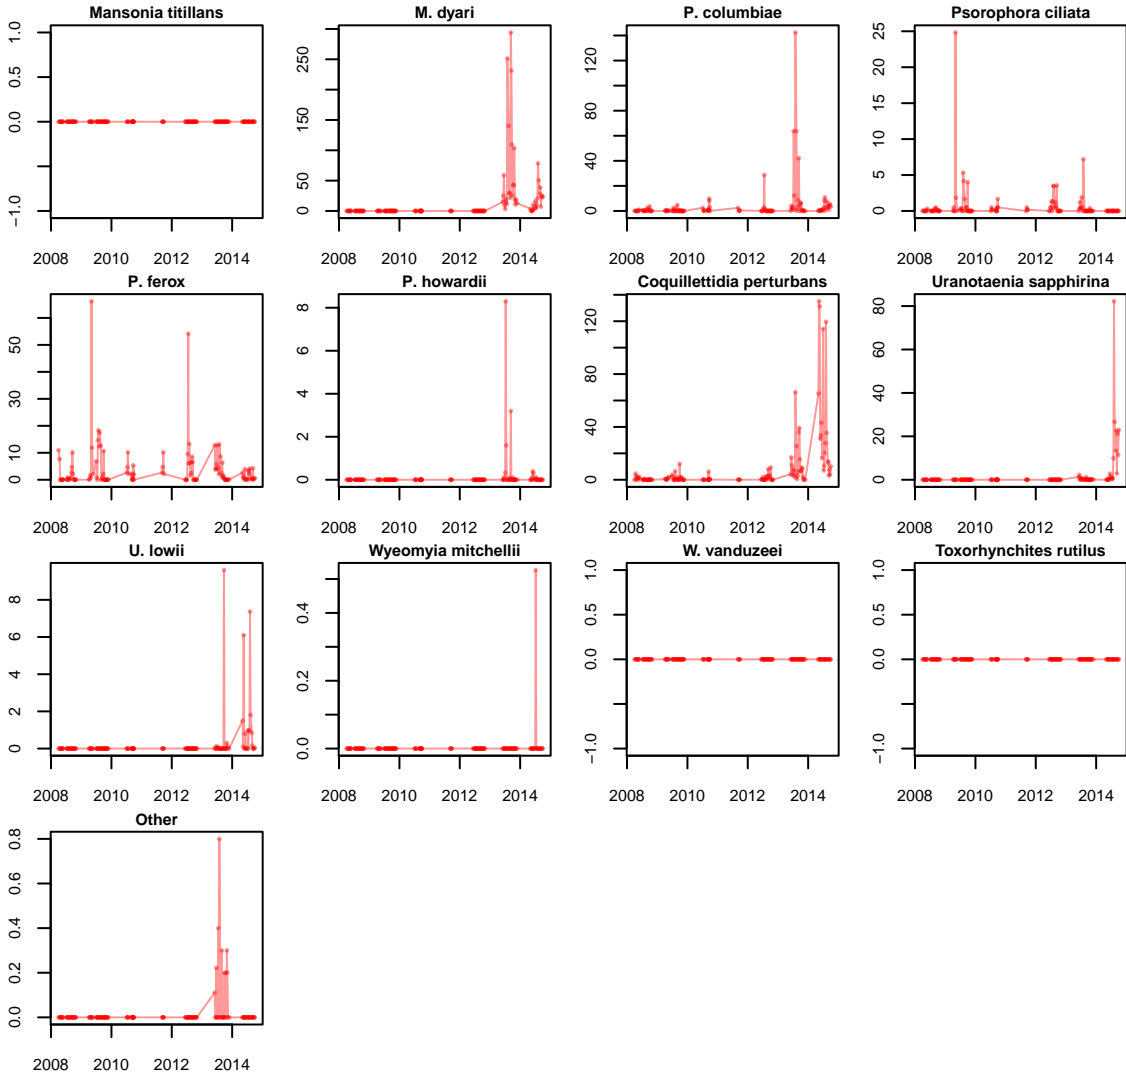 Mansonia titillans M. dyari P. columbiae Psorophora ciliata
−1.0 0.0 0.5 1.0
0 50 150 250
0 40 80 120
0 5 10 15 20 25
2008 2010 2012 2014 2008 2010 2012 2014 2008 2010 2012 2014 2008 2010 2012 2014
P. ferox P. howardii Coquillettidia perturbans Uranotaenia sapphirina
0 10 30 50
0 2 4 6 8
0 40 80 120
0 20 40 60 80
2008 2010 2012 2014 2008 2010 2012 2014 2008 2010 2012 2014 2008 2010 2012 2014
U. lowii Wyeomyia mitchellii W. vanduzeei Toxorhynchites rutilus
0 2 4 6 8
0.0 0.2 0.4
−1.0 0.0 0.5 1.0
−1.0 0.0 0.5 1.0
2008 2010 2012 2014 2008 2010 2012 2014 2008 2010 2012 2014 2008 2010 2012 2014
Other
0.0 0.2 0.4 0.6 0.8
2008 2010 2012 2014